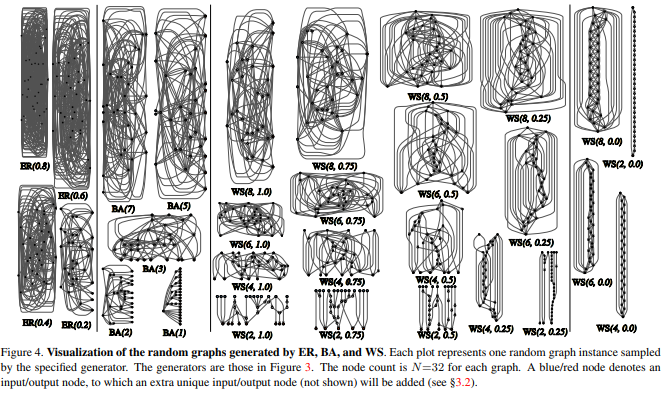 ER(0.8)
ER(0.6)
ER(0.4)
ER(0.2)
BA(7)
BA(5)
BA(3)
BA(2)
BA(1)
WS(8, 1.0)
WS(6, 1.0)
WS(4, 1.0)
WS(2, 1.0)
WS(8, 0.75)
WS(6, 0.75)
WS(4, 0.75)
WS(2, 0.75)
WS(8, 0.5)
WS(6, 0.5)
WS(4, 0.5)
WS(2, 0.5)
WS(8, 0.25)
WS(6, 0.25)
WS(4, 0.25)
WS(2, 0.25)
WS(8, 0.0)
WS(2, 0.0)
WS(6, 0.0)
WS(4, 0.0)
Figure 4. Visualization of the random graphs generated by ER, BA, and WS. Each plot represents one random graph instance sampled
by the specified generator. The generators are those in Figure 3. The node count is N=32 for each graph. A blue/red node denotes an
input/output node, to which an extra unique input/output node (not shown) will be added (see §3.2).